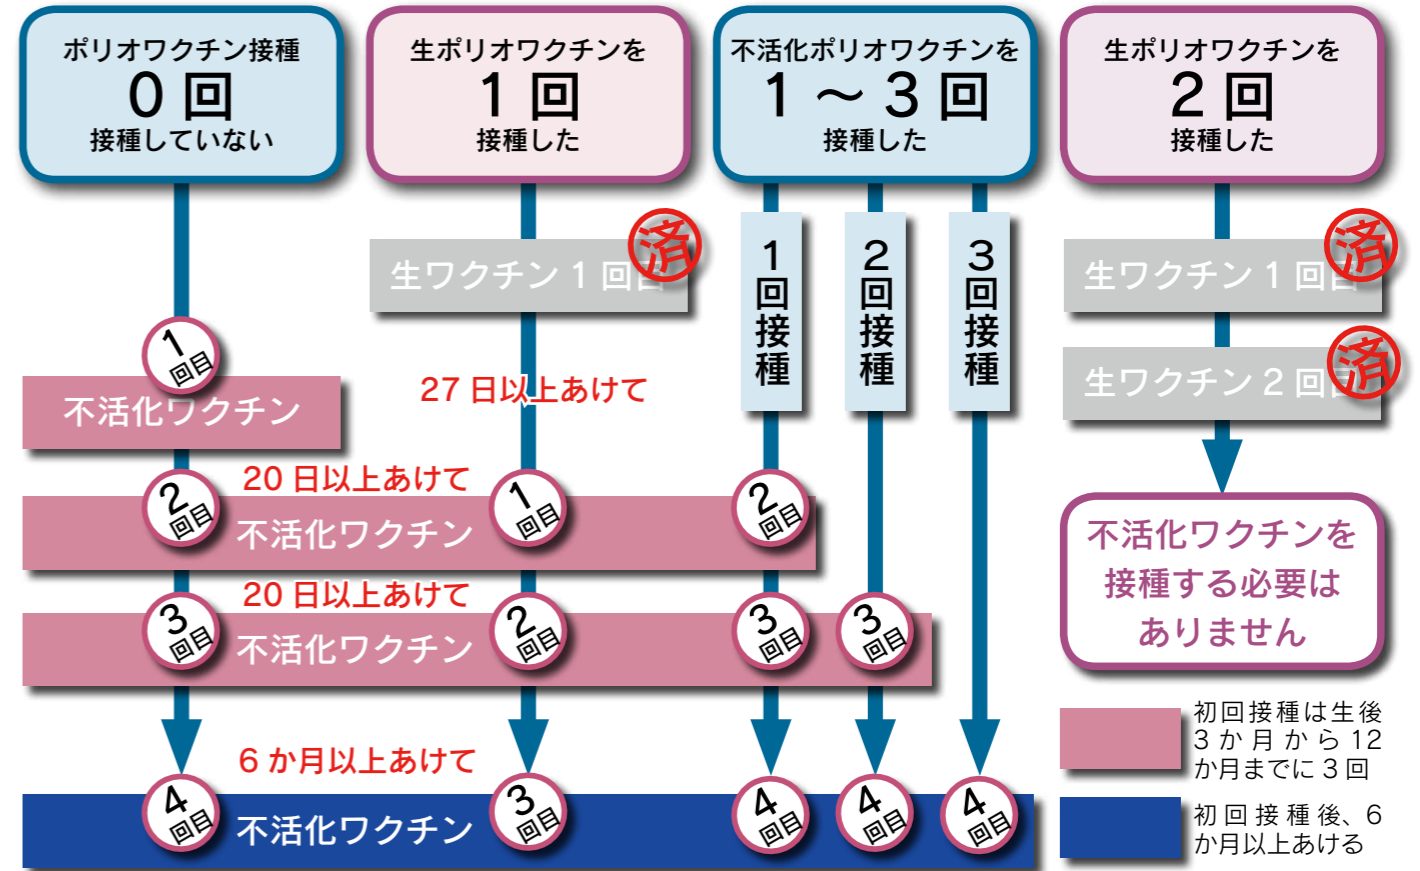 ポリオワクチン接種
0回
接種していない
生ポリオワクチンを
1回
接種した
不活化ポリオワクチンを
1～3回
接種した
生ポリオワクチンを
2回
接種した
生ワクチン1回目
済
1回接種
2回接種
3回接種
生ワクチン1回目
済
生ワクチン2回目
済
1回目
不活化ワクチン
27日以上あけて
20日以上あけて
2回目
不活化ワクチン
1回目
2回目
20日以上あけて
3回目
不活化ワクチン
2回目
3回目
3回目
不活化ワクチンを
接種する必要は
ありません
6か月以上あけて
4回目
不活化ワクチン
3回目
4回目
4回目
4回目
初回接種は生後
3か月から12
か月までに3回
初回接種後、6
か月以上あける